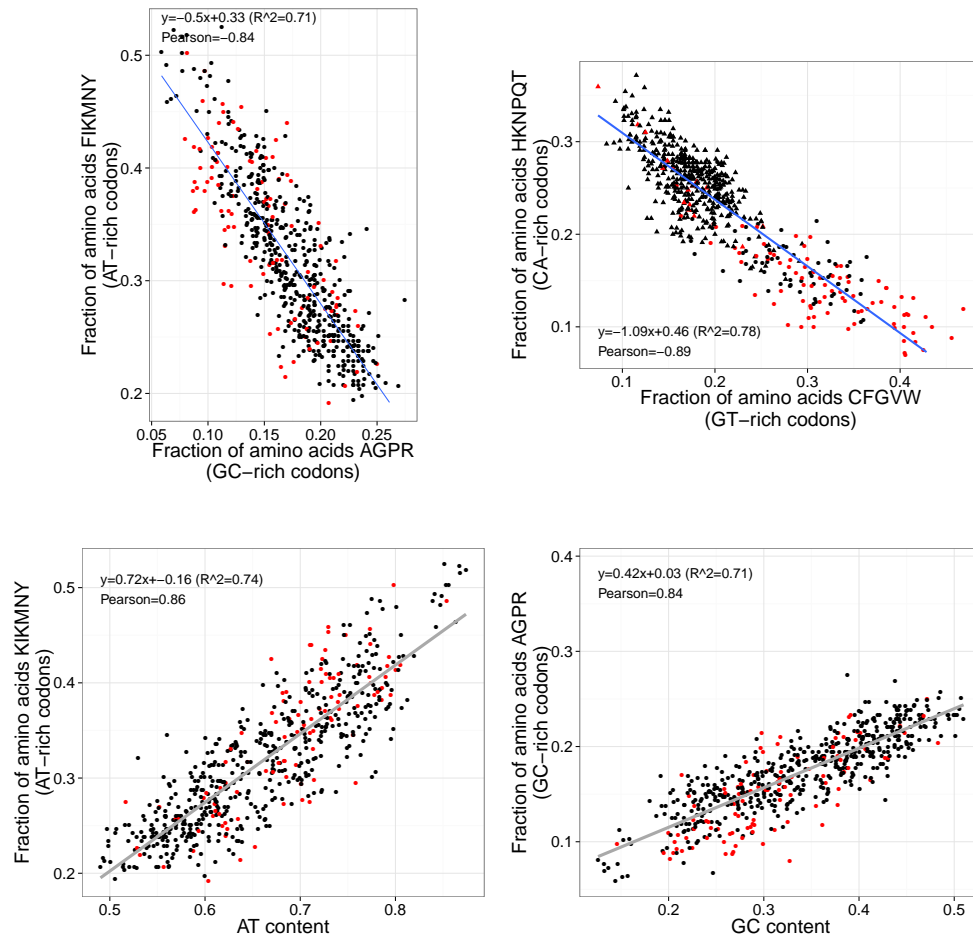 y=−0.5x+0.33 (R^2=0.71)
Pearson=−0.84
0.5
0.4
0.3
0.2
0.05
0.10
0.15
0.20
0.25
Fraction of amino acids FIKMNY
(AT−rich codons)
Fraction of amino acids AGPR
(GC−rich codons)
0.3
0.2
0.1
y=−1.09x+0.46 (R^2=0.78)
Pearson=−0.89
0.1
0.2
0.3
0.4
Fraction of amino acids HKNPQT
(CA−rich codons)
Fraction of amino acids CFGVW
(GT−rich codons)
y=0.72x+−0.16 (R^2=0.74)
Pearson=0.86
0.5
0.4
0.3
0.2
0.5
0.6
0.7
0.8
Fraction of amino acids KIKMNY
(AT−rich codons)
AT content
y=0.42x+0.03 (R^2=0.71)
Pearson=0.84
0.4
0.3
0.2
0.1
0.2
0.3
0.4
0.5
Fraction of amino acids AGPR
(GC−rich codons)
GC content